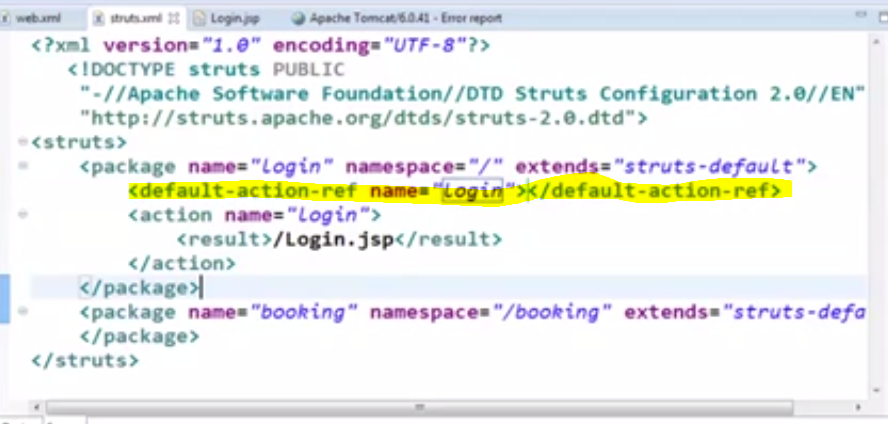 web.xml struts.xml Login.jsp Apache Tomcat/6.0.41 - Error report
<?xml version="1.0" encoding="UTF-8"?>
<!DOCTYPE struts PUBLIC
"-//Apache Software Foundation//DTD Struts Configuration 2.0//EN"
"http://struts.apache.org/dtds/struts-2.0.dtd">
<struts>
<package name="login" namespace="/" extends="struts-default">
<default-action-ref name="login"></default-action-ref>
<action name="login">
<result>/Login.jsp</result>
</action>
</package>
<package name="booking" namespace="/booking" extends="struts-defa
</package>
</struts>